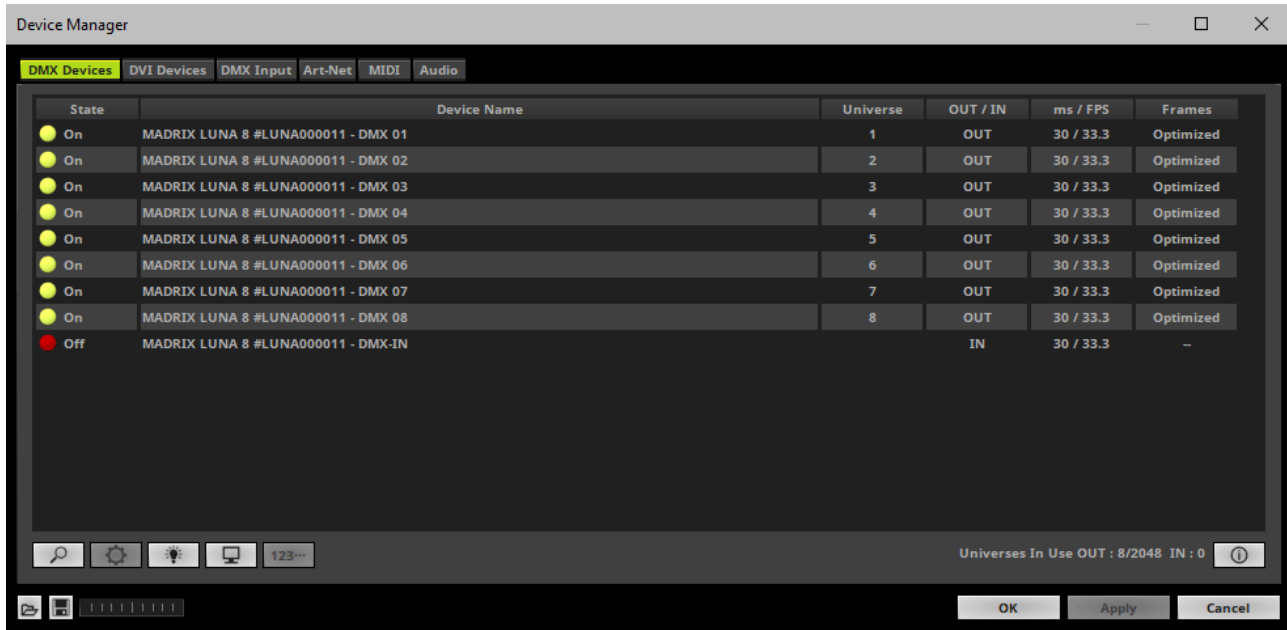 Device Manager
DMX Devices DVI Devices DMX Input Art-Net MIDI Audio
State Device Name Universe OUT / IN ms / FPS Frames
On MADRIX LUNA 8 #LUNA000011 - DMX 01 1 OUT 30 / 33.3 Optimized
On MADRIX LUNA 8 #LUNA000011 - DMX 02 2 OUT 30 / 33.3 Optimized
On MADRIX LUNA 8 #LUNA000011 - DMX 03 3 OUT 30 / 33.3 Optimized
On MADRIX LUNA 8 #LUNA000011 - DMX 04 4 OUT 30 / 33.3 Optimized
On MADRIX LUNA 8 #LUNA000011 - DMX 05 5 OUT 30 / 33.3 Optimized
On MADRIX LUNA 8 #LUNA000011 - DMX 06 6 OUT 30 / 33.3 Optimized
On MADRIX LUNA 8 #LUNA000011 - DMX 07 7 OUT 30 / 33.3 Optimized
On MADRIX LUNA 8 #LUNA000011 - DMX 08 8 OUT 30 / 33.3 Optimized
Off MADRIX LUNA 8 #LUNA000011 - DMX-IN IN 30 / 33.3 --
123... Universes In Use OUT : 8/2048 IN : 0
OK Apply Cancel